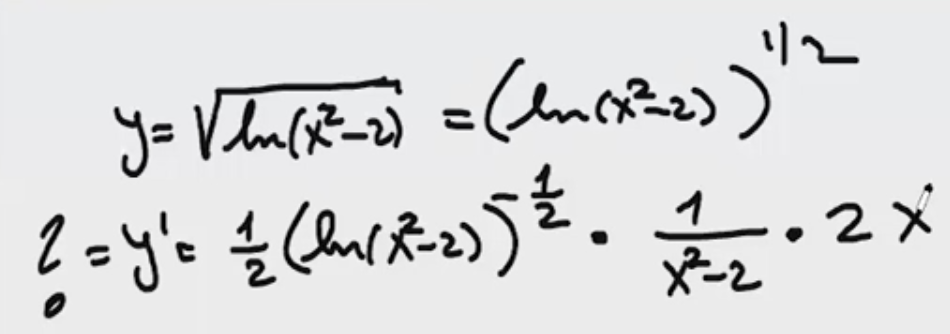 y = √ln(x²-2) = (ln(x²-2))^1/2
? = y' = 1/2 (ln(x²-2))^-1/2 · 1/(x²-2) · 2x